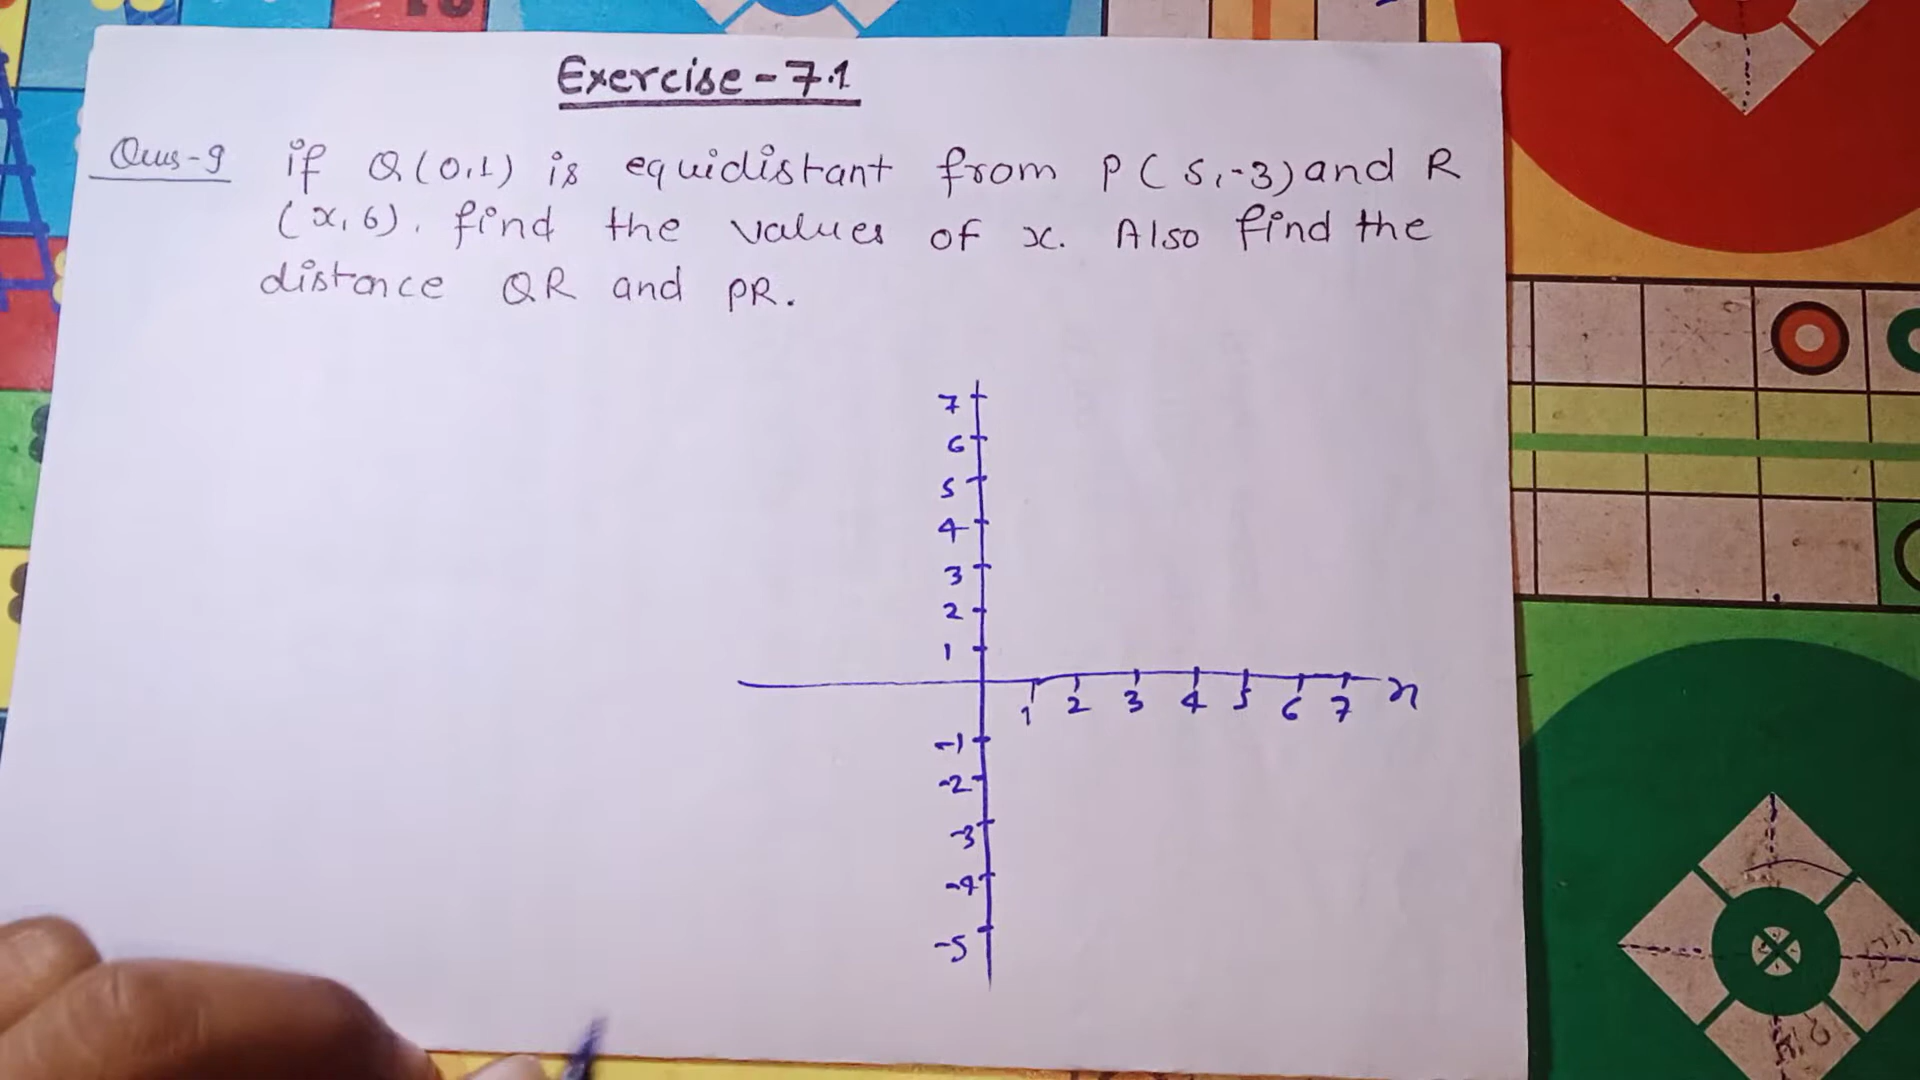 Exercise-7.1
Ques-9 if Q(0,1) is equidistant from P(5,-3) and R
(x,6). find the values of x. Also find the
distance QR and PR.
7
6
5
4
3
2
1
1 2 3 4 5 6 7 x
-1
-2
-3
-4
-5